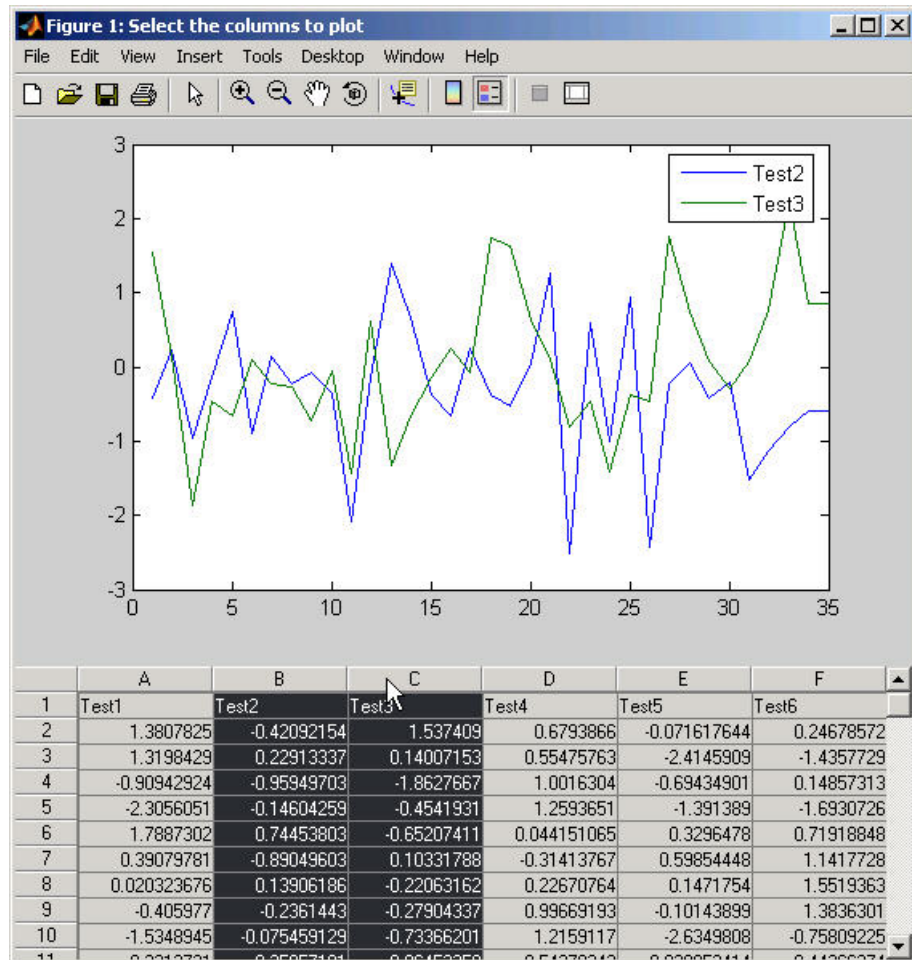 Figure 1: Select the columns to plot
File Edit View Insert Tools Desktop Window Help
3
Test2
Test3
2
1
0
-1
-2
-3
0 5 10 15 20 25 30 35
A B C D E F
1 Test1 Test2 Test3 Test4 Test5 Test6
2 1.3807825 -0.42092154 1.537409 0.6793866 -0.071617644 0.24678572
3 1.3198429 0.22913337 0.14007153 0.55475763 -2.4145909 -1.4357729
4 -0.90942924 -0.95949703 -1.8627667 1.0016304 -0.69434901 0.14857313
5 -2.3056051 -0.14604259 -0.4541931 1.2593651 -1.391389 -1.6930726
6 1.7887302 0.74453803 -0.65207411 0.044151065 0.3296478 0.71918848
7 0.39079781 -0.89049603 0.10331788 -0.31413767 0.59854448 1.1417728
8 0.020323676 0.13906186 -0.22063162 0.22670764 0.1471754 1.5519363
9 -0.405977 -0.2361443 -0.27904337 0.99669193 -0.10143899 1.3836301
10 -1.5348945 -0.075459129 -0.73366201 1.2159117 -2.6349808 -0.75809225
11